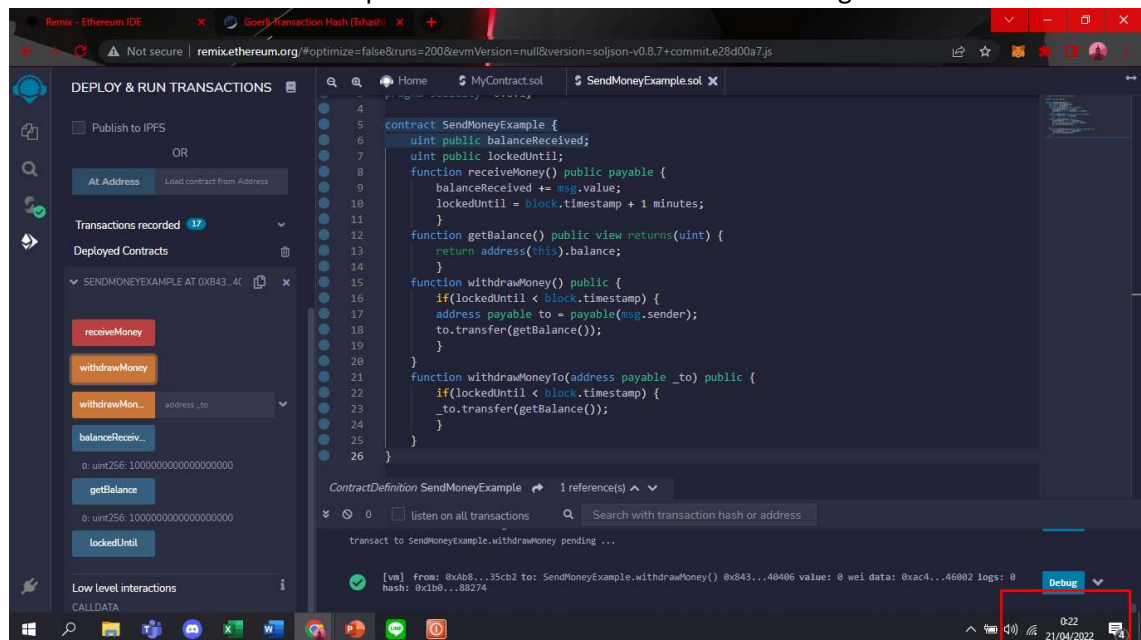 Remix - Ethereum IDE
Goerli Transaction Hash (Txhash)
Not secure | remix.ethereum.org/#optimize=false&runs=200&evmVersion=null&version=soljson-v0.8.7+commit.e28d00a7.js
DEPLOY & RUN TRANSACTIONS
Publish to IPFS
OR
At Address Load contract from Address
Transactions recorded 17
Deployed Contracts
SENDMONEYEXAMPLE AT 0X843...4(
receiveMoney
withdrawMoney
withdrawMon... address _to
balanceReceiv...
0: uint256: 1000000000000000000
getBalance
0: uint256: 1000000000000000000
lockedUntil
Low level interactions
CALLDATA
Home MyContract.sol SendMoneyExample.sol
4
5 contract SendMoneyExample {
6 uint public balanceReceived;
7 uint public lockedUntil;
8 function receiveMoney() public payable {
9 balanceReceived += msg.value;
10 lockedUntil = block.timestamp + 1 minutes;
11 }
12 function getBalance() public view returns(uint) {
13 return address(this).balance;
14 }
15 function withdrawMoney() public {
16 if(lockedUntil < block.timestamp) {
17 address payable to = payable(msg.sender);
18 to.transfer(getBalance());
19 }
20 }
21 function withdrawMoneyTo(address payable _to) public {
22 if(lockedUntil < block.timestamp) {
23 _to.transfer(getBalance());
24 }
25 }
26 }
ContractDefinition SendMoneyExample 1 reference(s)
0 listen on all transactions Search with transaction hash or address
transact to SendMoneyExample.withdrawMoney pending ...
[vm] from: 0xAb8...35cb2 to: SendMoneyExample.withdrawMoney() 0x843...40406 value: 0 wei data: 0xac4...46002 logs: 0
hash: 0x1b0...88274
Debug
0:22
21/04/2022
4